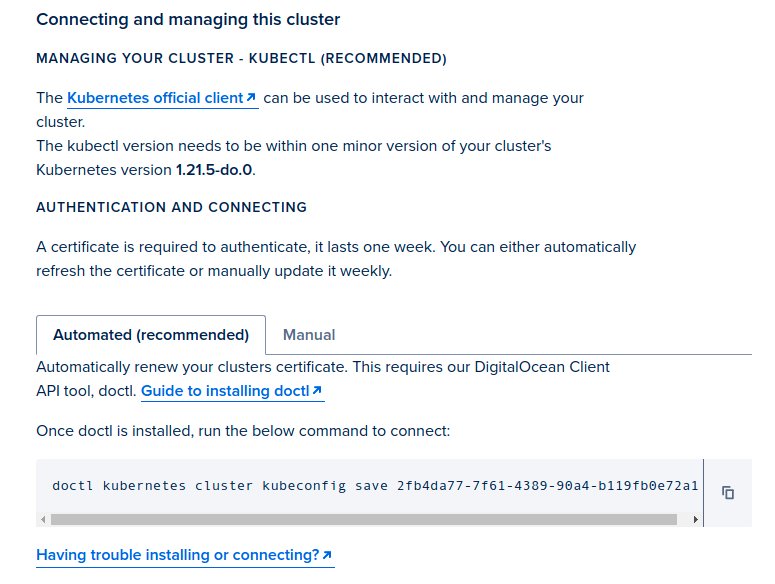 Connecting and managing this cluster
MANAGING YOUR CLUSTER - KUBECTL (RECOMMENDED)
The Kubernetes official client can be used to interact with and manage your
cluster.
The kubectl version needs to be within one minor version of your cluster's
Kubernetes version 1.21.5-do.0.
AUTHENTICATION AND CONNECTING
A certificate is required to authenticate, it lasts one week. You can either automatically
refresh the certificate or manually update it weekly.
Automated (recommended) Manual
Automatically renew your clusters certificate. This requires our DigitalOcean Client
API tool, doctl. Guide to installing doctl
Once doctl is installed, run the below command to connect:
doctl kubernetes cluster kubeconfig save 2fb4da77-7f61-4389-90a4-b119fb0e72a1
Having trouble installing or connecting?